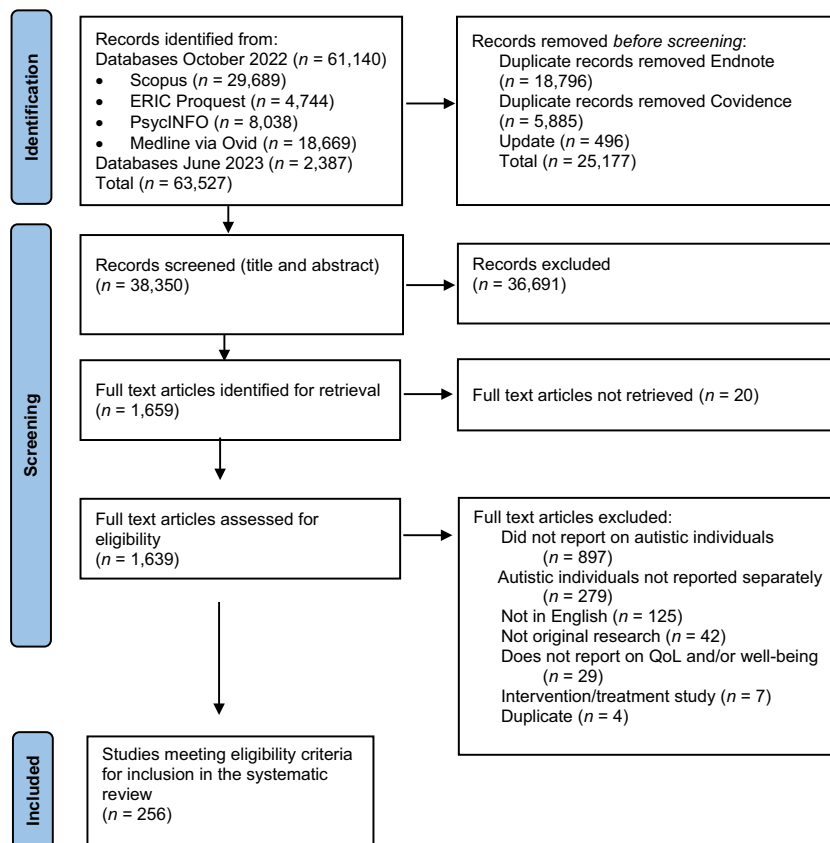 Identification
Records identified from:
Databases October 2022 (n = 61,140)
• Scopus (n = 29,689)
• ERIC Proquest (n = 4,744)
• PsycINFO (n = 8,038)
• Medline via Ovid (n = 18,669)
Databases June 2023 (n = 2,387)
Total (n = 63,527)
Records removed before screening:
Duplicate records removed Endnote
(n = 18,796)
Duplicate records removed Covidence
(n = 5,885)
Update (n = 496)
Total (n = 25,177)
Screening
Records screened (title and abstract)
(n = 38,350)
Records excluded
(n = 36,691)
Full text articles identified for retrieval
(n = 1,659)
Full text articles not retrieved (n = 20)
Full text articles assessed for
eligibility
(n = 1,639)
Full text articles excluded:
Did not report on autistic individuals
(n = 897)
Autistic individuals not reported separately
(n = 279)
Not in English (n = 125)
Not original research (n = 42)
Does not report on QoL and/or well-being
(n = 29)
Intervention/treatment study (n = 7)
Duplicate (n = 4)
Included
Studies meeting eligibility criteria
for inclusion in the systematic
review
(n = 256)